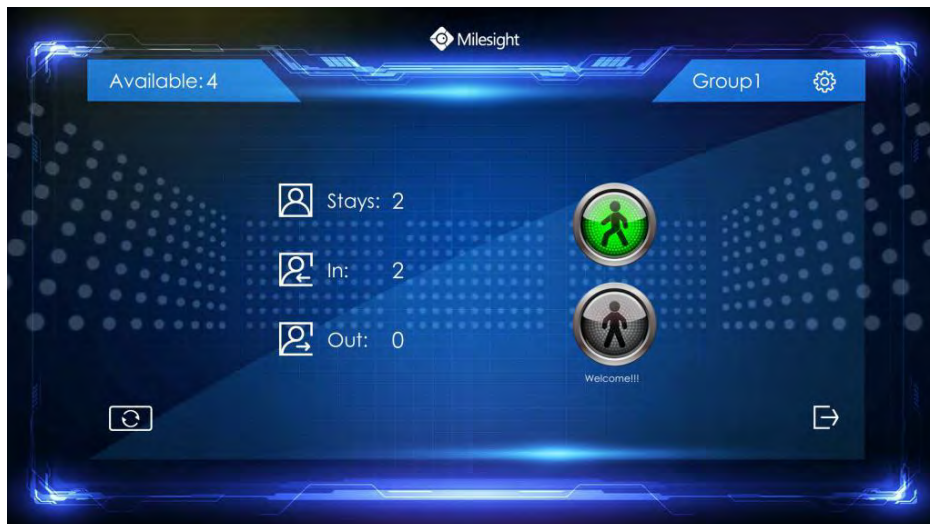 Milesight
Available: 4
Group1
Stays: 2
In: 2
Out: 0
Welcome!!!